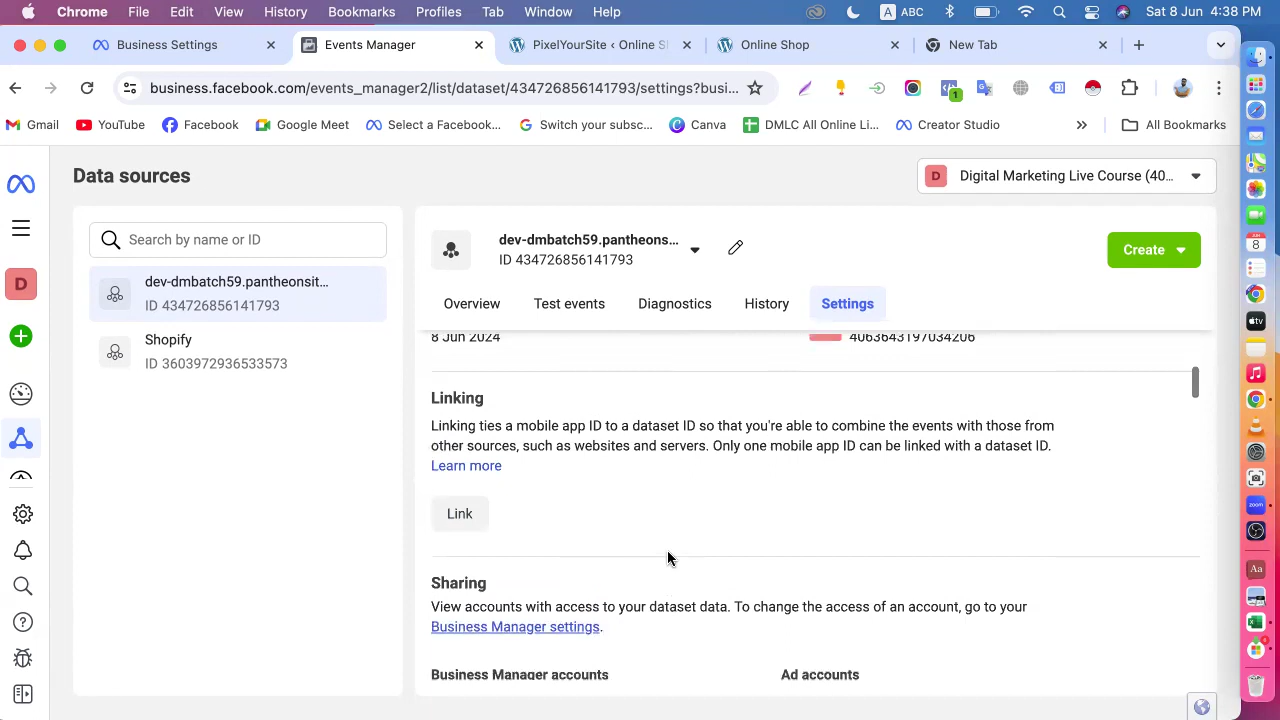 Chrome File Edit View History Bookmarks Profiles Tab Window Help A ABC Sat 8 Jun 4:38 PM
Business Settings Events Manager PixelYourSite ‹ Online S Online Shop New Tab
business.facebook.com/events_manager2/list/dataset/434726856141793/settings?busi...
1
Gmail YouTube Facebook Google Meet Select a Facebook... Switch your subsc... Canva DMLC All Online Li... Creator Studio All Bookmarks
Data sources
D Digital Marketing Live Course (40...
Search by name or ID
dev-dmbatch59.pantheonsit...
ID 434726856141793
Shopify
ID 3603972936533573
D
dev-dmbatch59.pantheons...
ID 434726856141793
Create
Overview Test events Diagnostics History Settings
8 Jun 2024 4063643197034206
Linking
Linking ties a mobile app ID to a dataset ID so that you're able to combine the events with those from
other sources, such as websites and servers. Only one mobile app ID can be linked with a dataset ID.
Learn more
Link
Sharing
View accounts with access to your dataset data. To change the access of an account, go to your
Business Manager settings.
Business Manager accounts Ad accounts